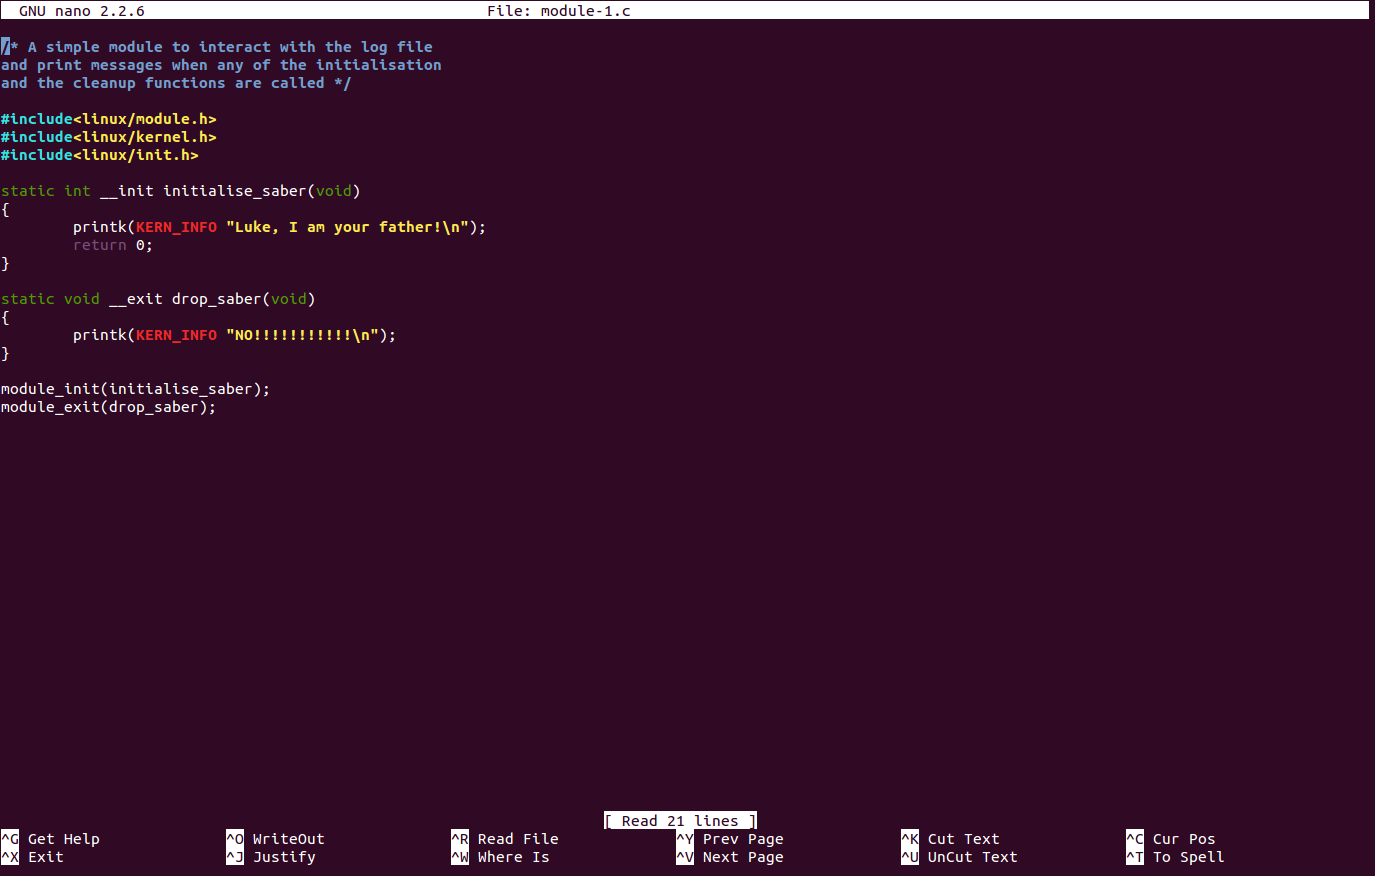 GNU nano 2.2.6 File: module-1.c
/* A simple module to interact with the log file
and print messages when any of the initialisation
and the cleanup functions are called */
#include<linux/module.h>
#include<linux/kernel.h>
#include<linux/init.h>
static int __init initialise_saber(void)
{
        printk(KERN_INFO "Luke, I am your father!\n");
        return 0;
}
static void __exit drop_saber(void)
{
        printk(KERN_INFO "NO!!!!!!!!!!!\n");
}
module_init(initialise_saber);
module_exit(drop_saber);
[ Read 21 lines ]
^G Get Help ^O WriteOut ^R Read File ^Y Prev Page ^K Cut Text ^C Cur Pos
^X Exit ^J Justify ^W Where Is ^V Next Page ^U UnCut Text ^T To Spell